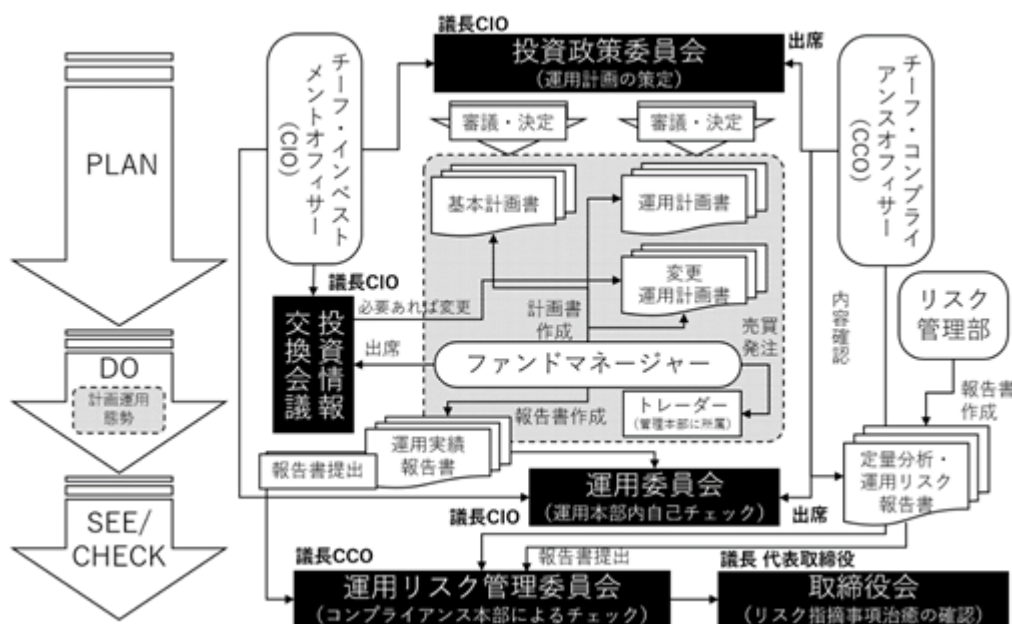 議長CIO
投資政策委員会
(運用計画の策定)
出席
チーフ・インベスト
メントオフィサー
(CIO)
チーフ・コンプライ
アンスオフィサー
(CCO)
PLAN
審議・決定
審議・決定
基本計画書
運用計画書
変更
運用計画書
議長CIO
必要あれば変更
計画書
作成
売買
発注
内容確認
リスク
管理部
投資情報
交換会議
出席
ファンドマネージャー
DO
計画運用
態勢
報告書作成
トレーダー
(管理本部に所属)
報告書
作成
運用実績
報告書
報告書提出
定量分析・
運用リスク
報告書
運用委員会
(運用本部内自己チェック)
議長CIO
出席
SEE/
CHECK
議長CCO
報告書提出
議長 代表取締役
運用リスク管理委員会
(コンプライアンス本部によるチェック)
取締役会
(リスク指摘事項治癒の確認)